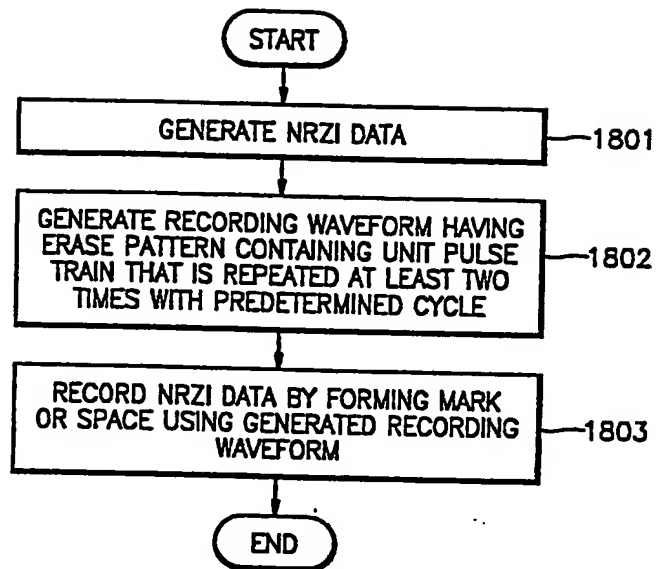 START
GENERATE NRZI DATA
1801
GENERATE RECORDING WAVEFORM HAVING
ERASE PATTERN CONTAINING UNIT PULSE
TRAIN THAT IS REPEATED AT LEAST TWO
TIMES WITH PREDETERMINED CYCLE
1802
RECORD NRZI DATA BY FORMING MARK
OR SPACE USING GENERATED RECORDING
WAVEFORM
1803
END